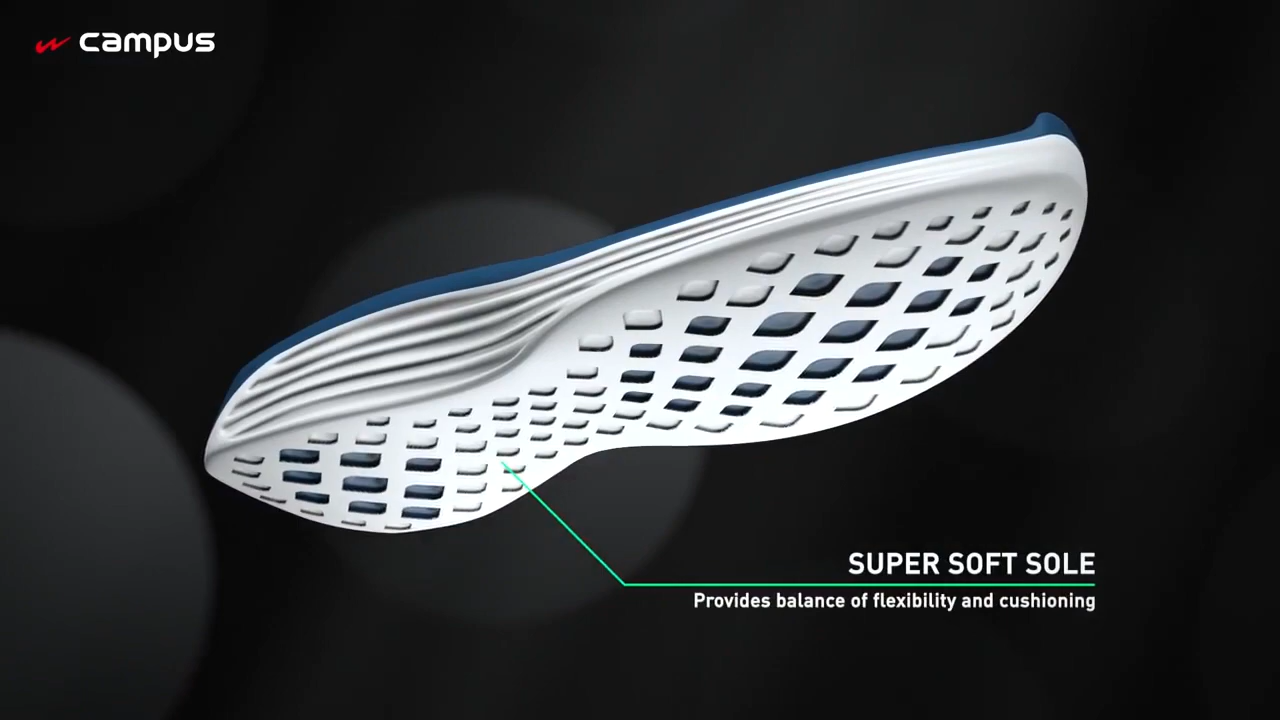 campus
SUPER SOFT SOLE
Provides balance of flexibility and cushioning